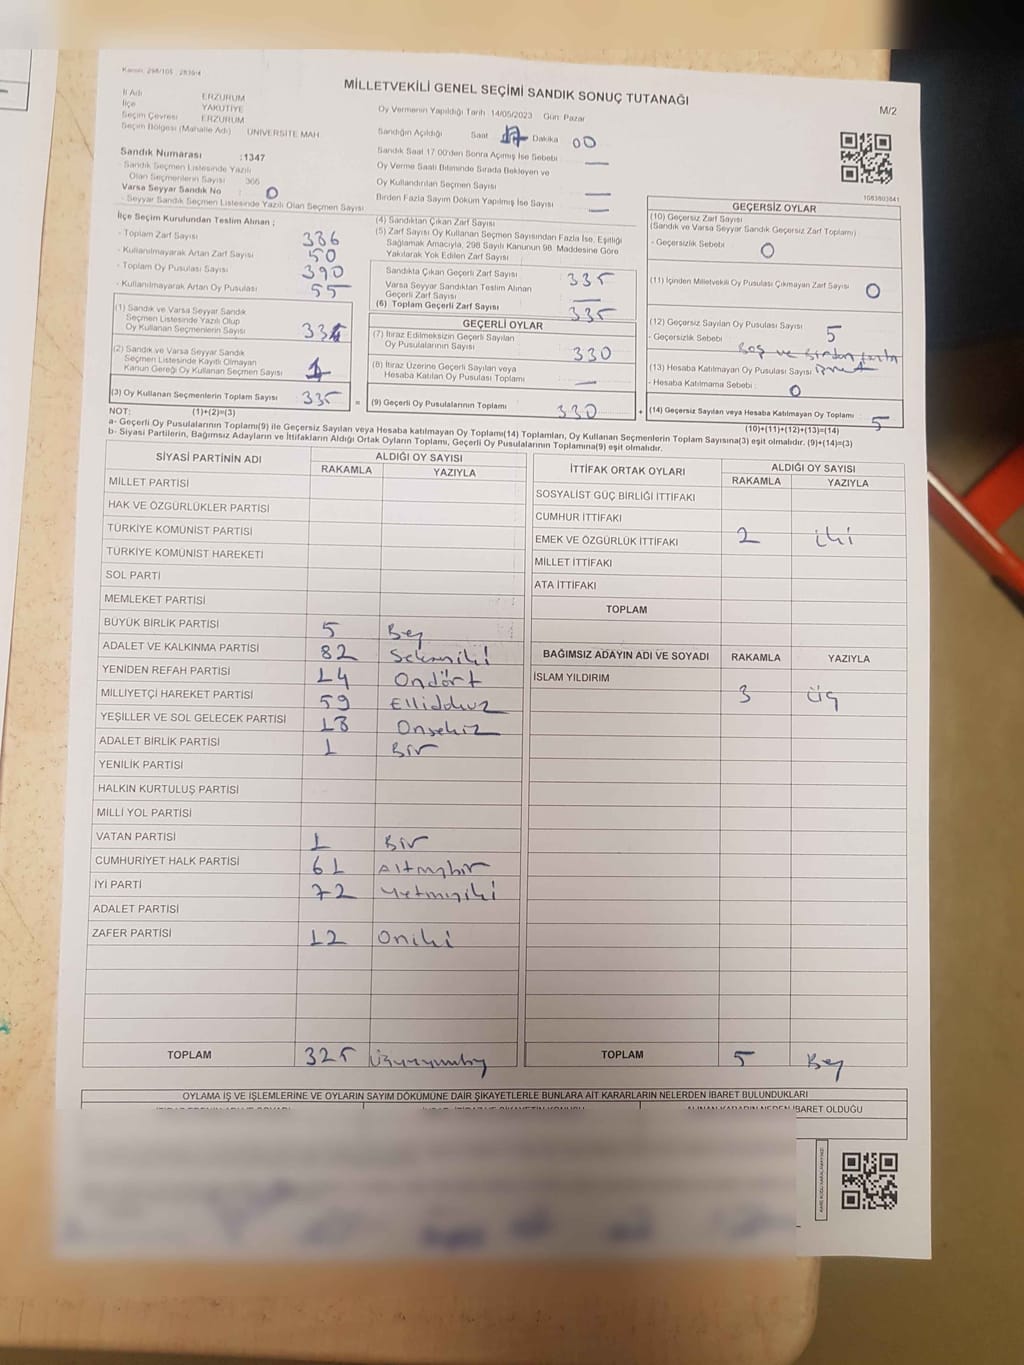 Kanun: 298/105 : 2839/4
MİLLETVEKİLİ GENEL SEÇİMİ SANDIK SONUÇ TUTANAĞI
M/2
İl Adı ERZURUM
İlçe YAKUTİYE
Seçim Çevresi ERZURUM
Seçim Bölgesi (Mahalle Adı) ÜNİVERSİTE MAH.
Oy Vermenin Yapıldığı Tarih 14/05/2023 Gün: Pazar
Sandığın Açıldığı Saat 17 Dakika 00
Sandık Saat 17:00'den Sonra Açılmış İse Sebebi —
Oy Verme Saati Bitiminde Sırada Bekleyen ve
Oy Kullandırılan Seçmen Sayısı —
Birden Fazla Sayım Döküm Yapılmış İse Sayısı —
Sandık Numarası :1347
- Sandık Seçmen Listesinde Yazılı
Olan Seçmenlerin Sayısı 366
Varsa Seyyar Sandık No : 0
- Seyyar Sandık Seçmen Listesinde Yazılı Olan Seçmen Sayısı
1083803641
İlçe Seçim Kurulundan Teslim Alınan ;
- Toplam Zarf Sayısı 386
- Kullanılmayarak Artan Zarf Sayısı 50
- Toplam Oy Pusulası Sayısı 390
- Kullanılmayarak Artan Oy Pusulası 55
(1) Sandık ve Varsa Seyyar Sandık
Seçmen Listesinde Yazılı Olup
Oy Kullanan Seçmenlerin Sayısı 334
(2) Sandık ve Varsa Seyyar Sandık
Seçmen Listesinde Kayıtlı Olmayan
Kanun Gereği Oy Kullanan Seçmen Sayısı 1
(3) Oy Kullanan Seçmenlerin Toplam Sayısı 335
(4) Sandıktan Çıkan Zarf Sayısı
(5) Zarf Sayısı Oy Kullanan Seçmen Sayısından Fazla İse, Eşitliği
Sağlamak Amacıyla, 298 Sayılı Kanunun 98. Maddesine Göre
Yakılarak Yok Edilen Zarf Sayısı
Sandıkta Çıkan Geçerli Zarf Sayısı 335
Varsa Seyyar Sandıktan Teslim Alınan
Geçerli Zarf Sayısı —
(6) Toplam Geçerli Zarf Sayısı 335
GEÇERLİ OYLAR
(7) İtiraz Edilmeksizin Geçerli Sayılan
Oy Pusulalarının Sayısı 330
(8) İtiraz Üzerine Geçerli Sayılan veya
Hesaba Katılan Oy Pusulası Toplamı —
= (9) Geçerli Oy Pusulalarının Toplamı 330
GEÇERSİZ OYLAR
(10) Geçersiz Zarf Sayısı
(Sandık ve Varsa Seyyar Sandık Geçersiz Zarf Toplamı)
- Geçersizlik Sebebi 0
(11) İçinden Milletvekili Oy Pusulası Çıkmayan Zarf Sayısı 0
(12) Geçersiz Sayılan Oy Pusulası Sayısı 5
- Geçersizlik Sebebi : Boş ve Birden fazla
(13) Hesaba Katılmayan Oy Pusulası Sayısı
- Hesaba Katılmama Sebebi : 0
+ (14) Geçersiz Sayılan veya Hesaba Katılmayan Oy Toplamı 5
NOT: (1)+(2)=(3)
(10)+(11)+(12)+(13)=(14)
a- Geçerli Oy Pusulalarının Toplamı(9) ile Geçersiz Sayılan veya Hesaba katılmayan Oy Toplamı(14) Toplamları, Oy Kullanan Seçmenlerin Toplam Sayısına(3) eşit olmalıdır. (9)+(14)=(3)
b- Siyasi Partilerin, Bağımsız Adayların ve İttifakların Aldığı Ortak Oyların Toplamı, Geçerli Oy Pusulalarının Toplamına(9) eşit olmalıdır.
SİYASİ PARTİNİN ADI ALDIĞI OY SAYISI
RAKAMLA YAZIYLA
MİLLET PARTİSİ
HAK VE ÖZGÜRLÜKLER PARTİSİ
TÜRKİYE KOMÜNİST PARTİSİ
TÜRKİYE KOMÜNİST HAREKETİ
SOL PARTİ
MEMLEKET PARTİSİ
BÜYÜK BİRLİK PARTİSİ 5 Beş
ADALET VE KALKINMA PARTİSİ 82 Sekseniki
YENİDEN REFAH PARTİSİ 14 Ondört
MİLLİYETÇİ HAREKET PARTİSİ 59 Ellidokuz
YEŞİLLER VE SOL GELECEK PARTİSİ 18 Onsekiz
ADALET BİRLİK PARTİSİ 1 Bir
YENİLİK PARTİSİ
HALKIN KURTULUŞ PARTİSİ
MİLLİ YOL PARTİSİ
VATAN PARTİSİ 1 Bir
CUMHURİYET HALK PARTİSİ 61 Altmışbir
İYİ PARTİ 72 Yetmişiki
ADALET PARTİSİ
ZAFER PARTİSİ 12 Oniki
TOPLAM 325 Üçyüzyirmibeş
İTTİFAK ORTAK OYLARI ALDIĞI OY SAYISI
RAKAMLA YAZIYLA
SOSYALİST GÜÇ BİRLİĞİ İTTİFAKI
CUMHUR İTTİFAKI
EMEK VE ÖZGÜRLÜK İTTİFAKI 2 iki
MİLLET İTTİFAKI
ATA İTTİFAKI
TOPLAM
BAĞIMSIZ ADAYIN ADI VE SOYADI RAKAMLA YAZIYLA
İSLAM YILDIRIM 3 üç
TOPLAM 5 Beş
OYLAMA İŞ VE İŞLEMLERİNE VE OYLARIN SAYIM DÖKÜMÜNE DAİR ŞİKAYETLERLE BUNLARA AİT KARARLARIN NELERDEN İBARET BULUNDUKLARI
ALINAN KARARIN NEDEN İBARET OLDUĞU